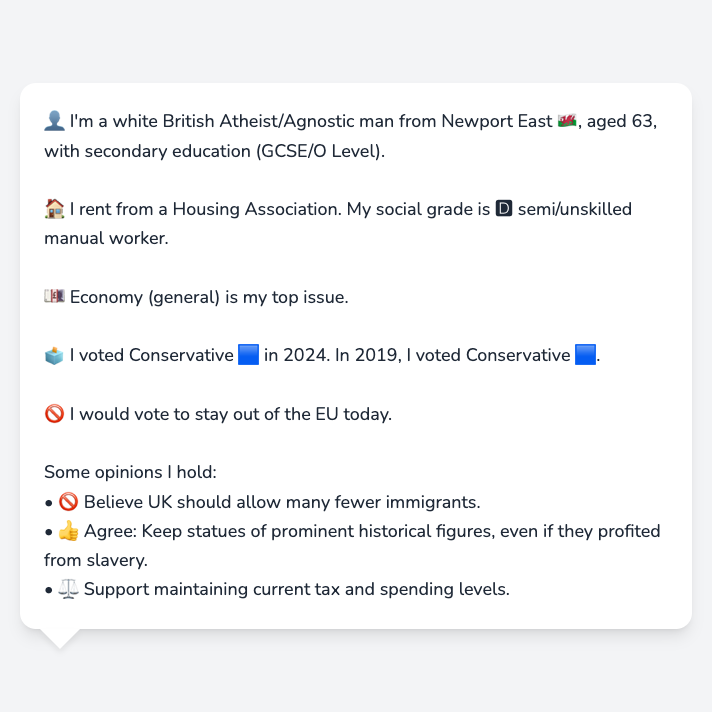 👤 I'm a white British Atheist/Agnostic man from Newport East 🏴󠁧󠁢󠁷󠁬󠁳󠁿, aged 63,
with secondary education (GCSE/O Level).
🏠 I rent from a Housing Association. My social grade is 🅳 semi/unskilled
manual worker.
💷 Economy (general) is my top issue.
🗳️ I voted Conservative 🟦 in 2024. In 2019, I voted Conservative 🟦.
🚫 I would vote to stay out of the EU today.
Some opinions I hold:
• 🚫 Believe UK should allow many fewer immigrants.
• 👍 Agree: Keep statues of prominent historical figures, even if they profited
from slavery.
• ⚖️ Support maintaining current tax and spending levels.